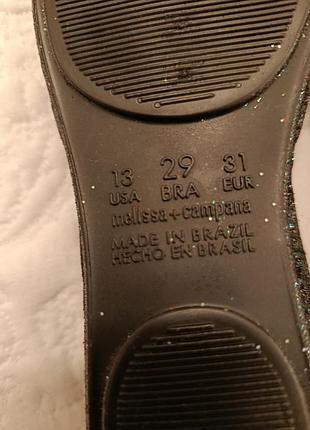 13 29 31
USA BRA EUR
melissa+campana
MADE IN BRAZIL
HECHO EN BRASIL